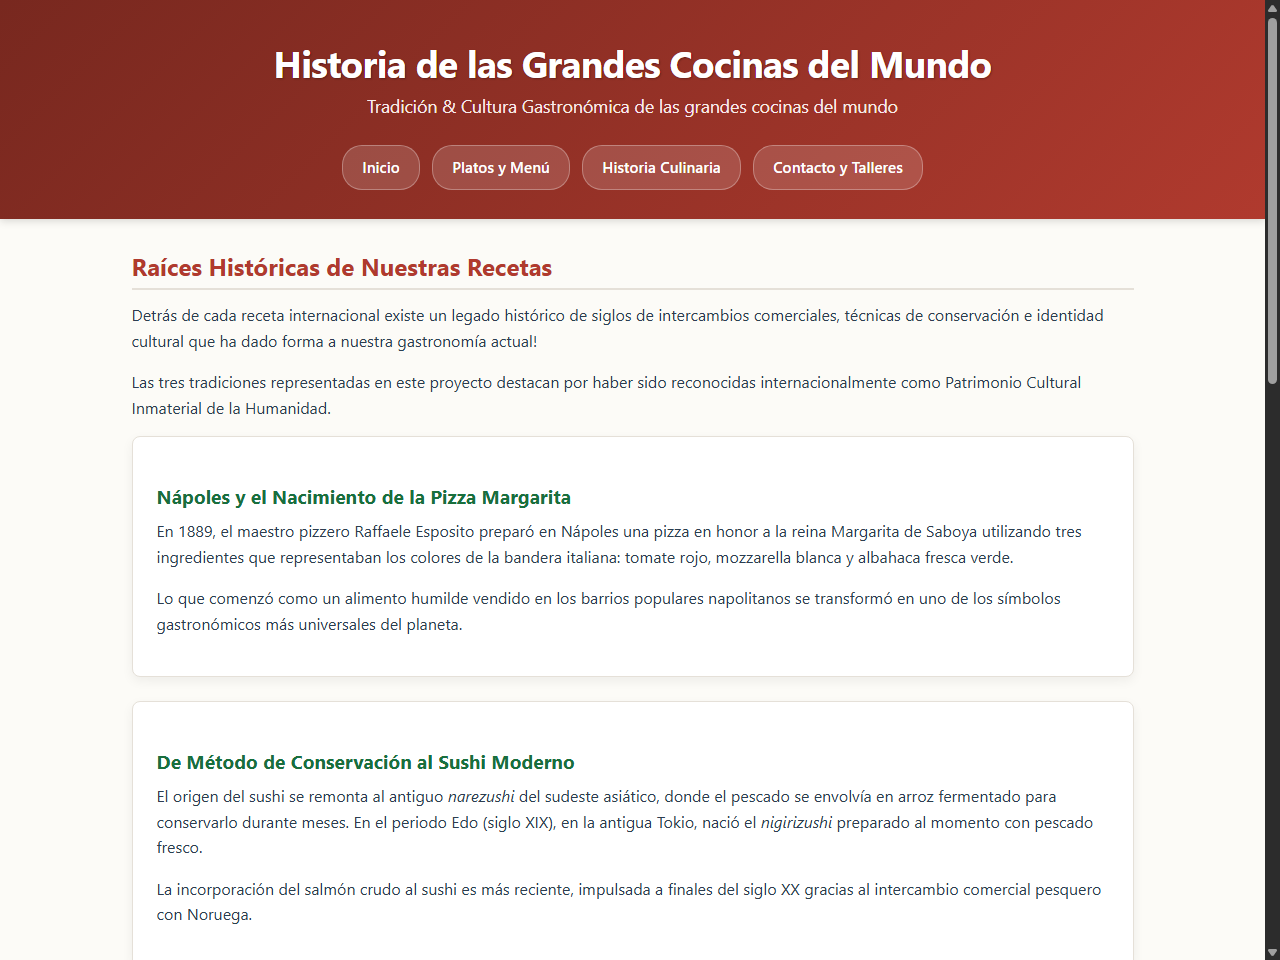 Historia de las Grandes Cocinas del Mundo
Tradición & Cultura Gastronómica de las grandes cocinas del mundo
Inicio
Platos y Menú
Historia Culinaria
Contacto y Talleres
Raíces Históricas de Nuestras Recetas
Detrás de cada receta internacional existe un legado histórico de siglos de intercambios comerciales, técnicas de conservación e identidad
cultural que ha dado forma a nuestra gastronomía actual!
Las tres tradiciones representadas en este proyecto destacan por haber sido reconocidas internacionalmente como Patrimonio Cultural
Inmaterial de la Humanidad.
Nápoles y el Nacimiento de la Pizza Margarita
En 1889, el maestro pizzero Raffaele Esposito preparó en Nápoles una pizza en honor a la reina Margarita de Saboya utilizando tres
ingredientes que representaban los colores de la bandera italiana: tomate rojo, mozzarella blanca y albahaca fresca verde.
Lo que comenzó como un alimento humilde vendido en los barrios populares napolitanos se transformó en uno de los símbolos
gastronómicos más universales del planeta.
De Método de Conservación al Sushi Moderno
El origen del sushi se remonta al antiguo narezushi del sudeste asiático, donde el pescado se envolvía en arroz fermentado para
conservarlo durante meses. En el periodo Edo (siglo XIX), en la antigua Tokio, nació el nigirizushi preparado al momento con pescado
fresco.
La incorporación del salmón crudo al sushi es más reciente, impulsada a finales del siglo XX gracias al intercambio comercial pesquero
con Noruega.